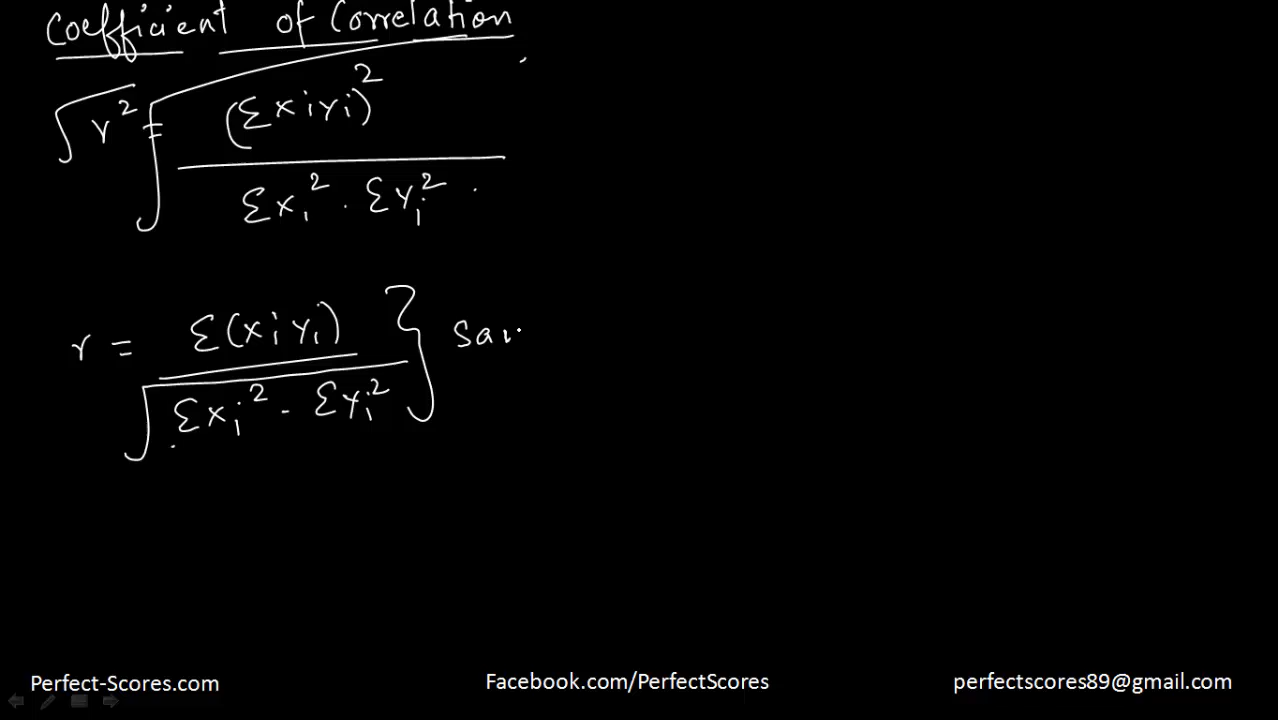 Coefficient of Correlation
√r² = √(Σxiyi)² / Σxi² . Σyi²
r = Σ(xiyi) / √Σxi² . Σyi² } Sa
Perfect-Scores.com Facebook.com/PerfectScores perfectscores89@gmail.com